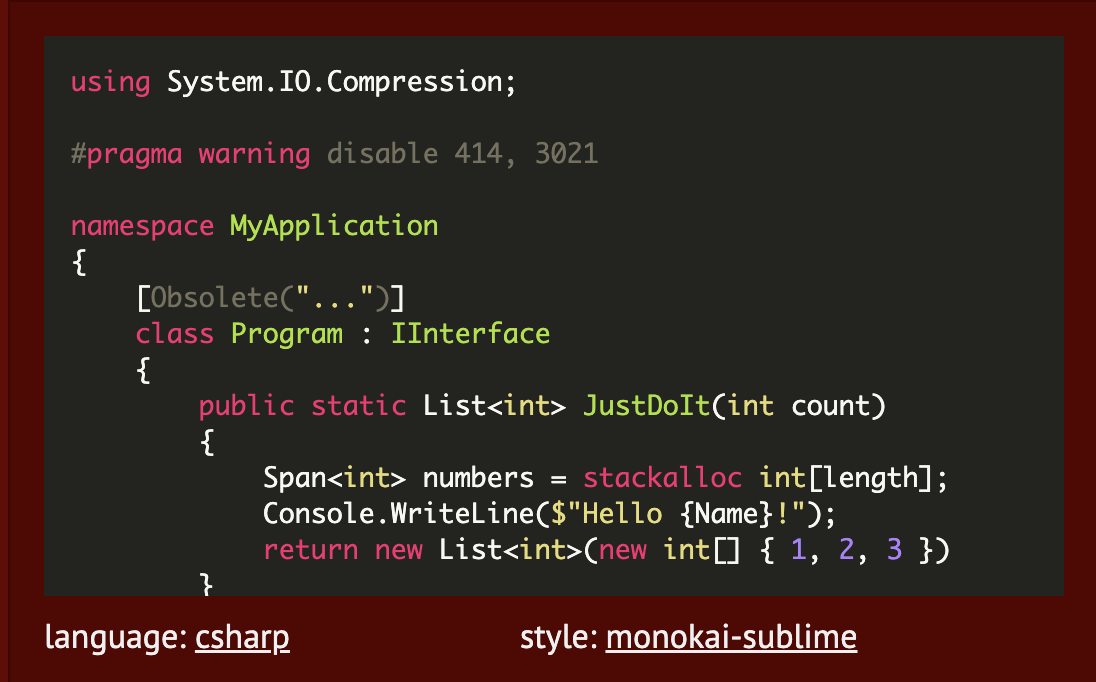 using System.IO.Compression;
#pragma warning disable 414, 3021
namespace MyApplication
{
[Obsolete("...")]
class Program : IInterface
{
public static List<int> JustDoIt(int count)
{
Span<int> numbers = stackalloc int[length];
Console.WriteLine($"Hello {Name}!");
return new List<int>(new int[] { 1, 2, 3 })
}
language: csharp style: monokai-sublime